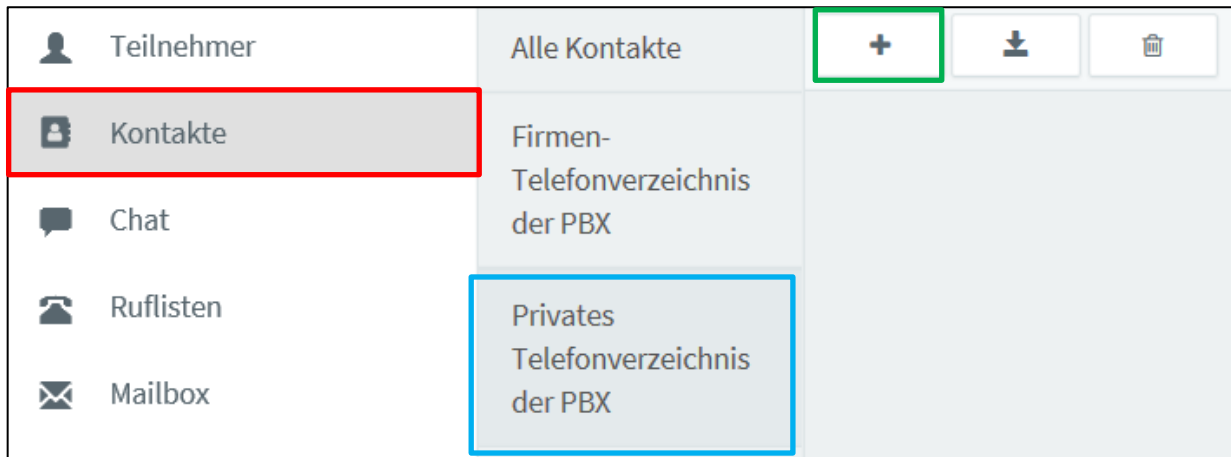 Teilnehmer
Kontakte
Chat
Ruflisten
Mailbox
Alle Kontakte
Firmen-
Telefonverzeichnis
der PBX
Privates
Telefonverzeichnis
der PBX